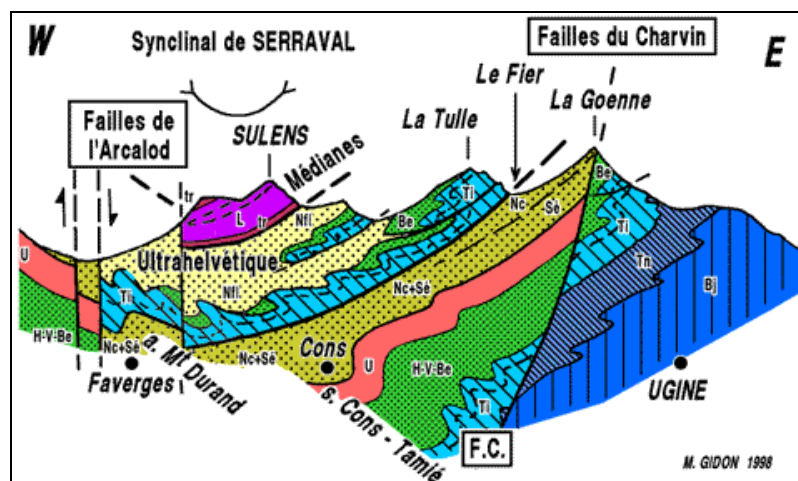 W
Synclinal de SERRAVAL
Failles du Charvin
E
Le Fier
La Goenne
Failles de
l'Arcalod
SULENS
La Tulle
Médianes
tr
L
tr
Nfl
Be
Ti
Nc
Sé
Be
Ti
U
Ultrahelvétique
Nfl
Ti
Nc+Sé
Tn
Bj
H-V-Be
Nc+Sé
Nc+Sé
Cons
U
H-V-Be
Faverges
a. Mt Durand
s. Cons - Tamié
Ti
Ti
UGINE
F.C.
M. GIDON 1998